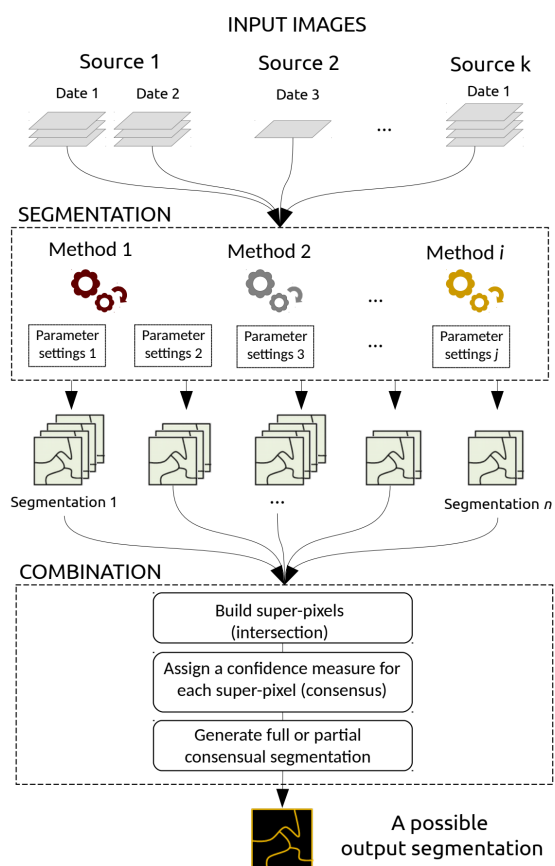 INPUT IMAGES
Source 1
Source 2
Source k
Date 1
Date 2
Date 3
...
Date 1
SEGMENTATION
Method 1
Method 2
Method i
...
Parameter
settings 1
Parameter
settings 2
Parameter
settings 3
...
Parameter
settings j
Segmentation 1
...
Segmentation n
COMBINATION
Build super-pixels
(intersection)
Assign a confidence measure for
each super-pixel (consensus)
Generate full or partial
consensual segmentation
A possible
output segmentation